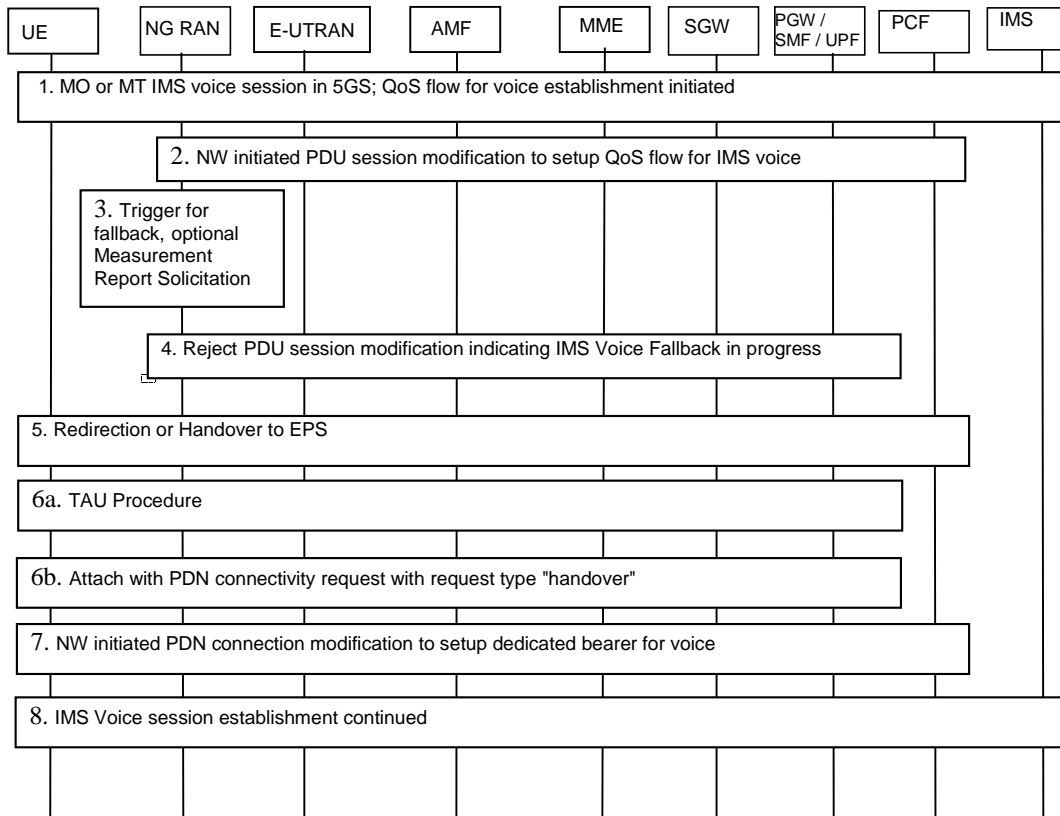 UE
NG RAN
E-UTRAN
AMF
MME
SGW
PGW /
SMF / UPF
PCF
IMS
1. MO or MT IMS voice session in 5GS; QoS flow for voice establishment initiated
2. NW initiated PDU session modification to setup QoS flow for IMS voice
3. Trigger for
fallback, optional
Measurement
Report Solicitation
4. Reject PDU session modification indicating IMS Voice Fallback in progress
5. Redirection or Handover to EPS
6a. TAU Procedure
6b. Attach with PDN connectivity request with request type "handover"
7. NW initiated PDN connection modification to setup dedicated bearer for voice
8. IMS Voice session establishment continued